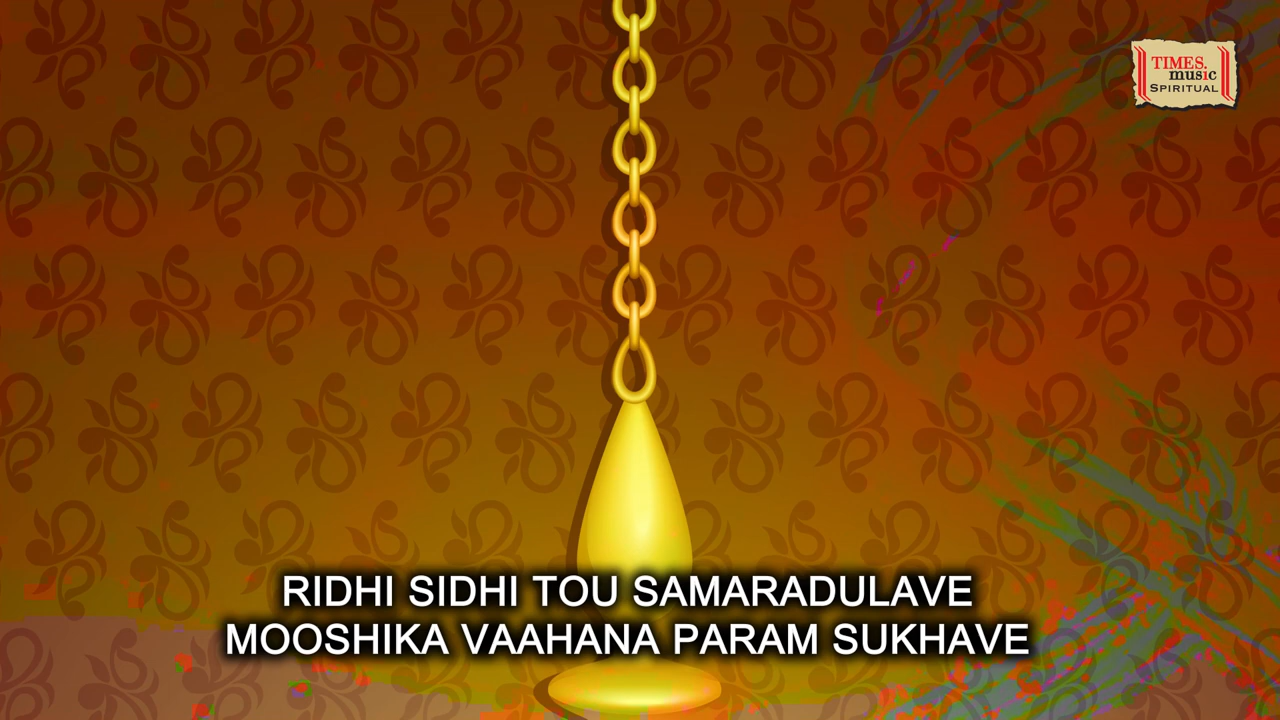 TIMES.
music
SPIRITUAL
RIDHI SIDHI TOU SAMARADULAVE
MOOSHIKA VAAHANA PARAM SUKHAVE